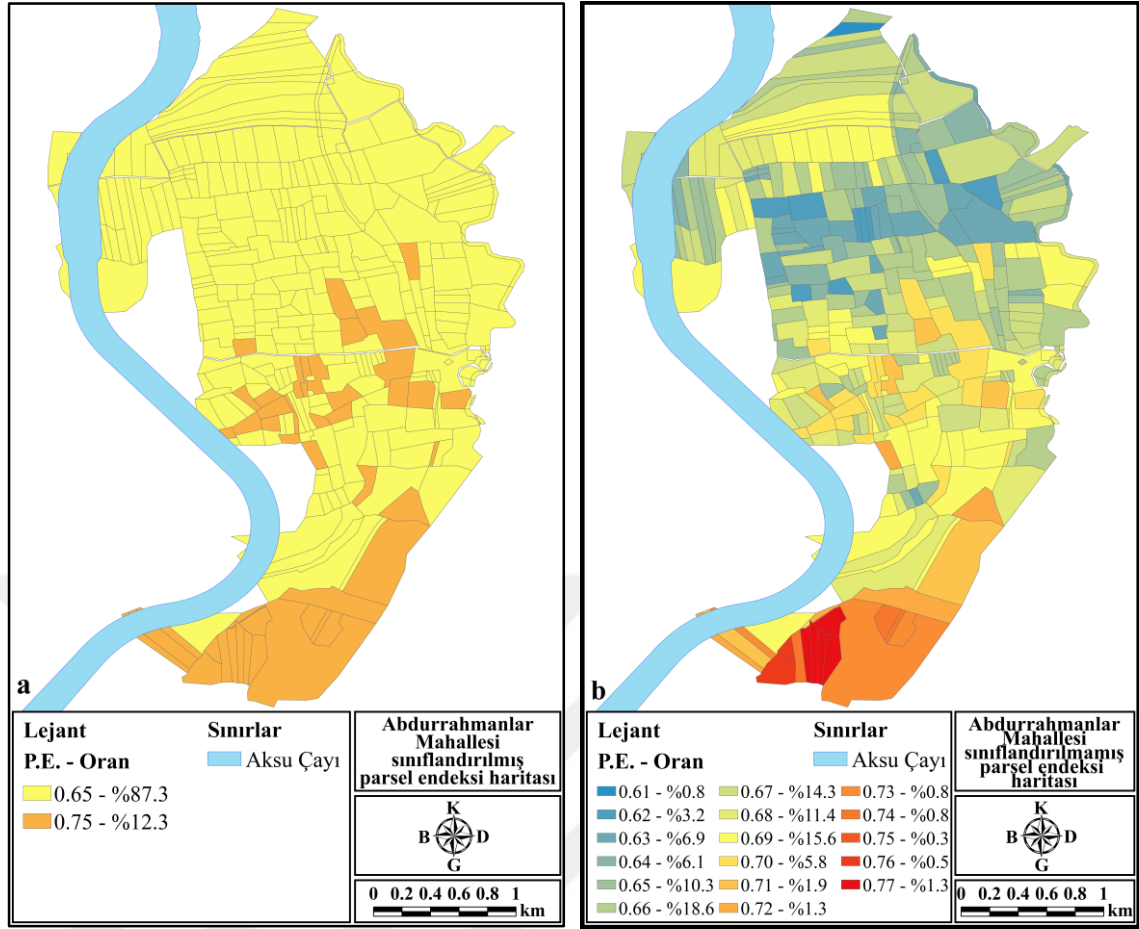 a
Lejant
Sınırlar
P.E. - Oran
Aksu Çayı
0.65 - %87.3
0.75 - %12.3
Abdurrahmanlar
Mahallesi
sınıflandırılmış
parsel endeksi haritası
K
B D
G
0 0.2 0.4 0.6 0.8 1
km
b
Lejant
Sınırlar
P.E. - Oran
Aksu Çayı
0.61 - %0.8
0.62 - %3.2
0.63 - %6.9
0.64 - %6.1
0.65 - %10.3
0.66 - %18.6
0.67 - %14.3
0.68 - %11.4
0.69 - %15.6
0.70 - %5.8
0.71 - %1.9
0.72 - %1.3
0.73 - %0.8
0.74 - %0.8
0.75 - %0.3
0.76 - %0.5
0.77 - %1.3
Abdurrahmanlar
Mahallesi
sınıflandırılmamış
parsel endeksi
haritası
K
B D
G
0 0.2 0.4 0.6 0.8 1
km